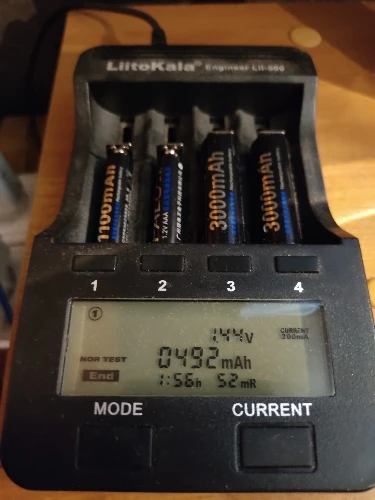 LiitoKala Engineer Lii-500
1100mAh
1.2V AAA
3000mAh
3000mAh
1 2 3 4
1
1.44V
CURRENT
300mA
NOR TEST
0492mAh
End
1:56h 52mR
MODE CURRENT